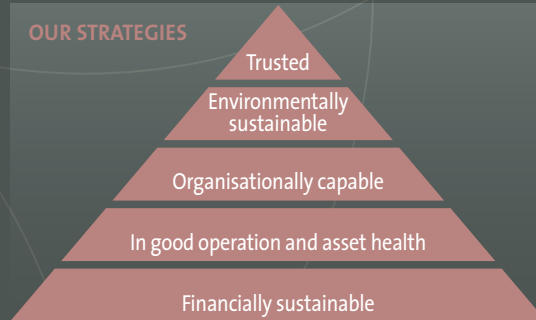 OUR STRATEGIES
Trusted
Environmentally
sustainable
Organisationally capable
In good operation and asset health
Financially sustainable